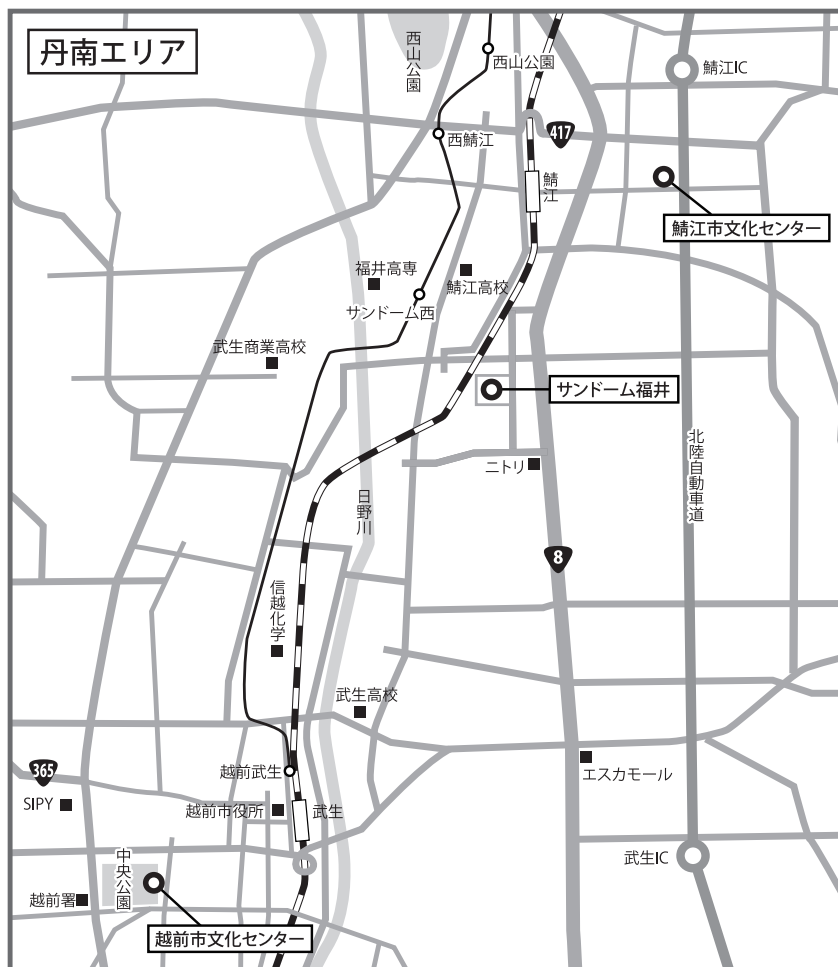 丹南エリア
西山公園
西山公園
鯖江IC
西鯖江
417
鯖江
鯖江市文化センター
福井高専
鯖江高校
サンドーム西
武生商業高校
サンドーム福井
北陸自動車道
ニトリ
日野川
8
信越化学
武生高校
365
越前武生
エスカモール
SIPY
越前市役所
武生
武生IC
中央公園
越前署
越前市文化センター